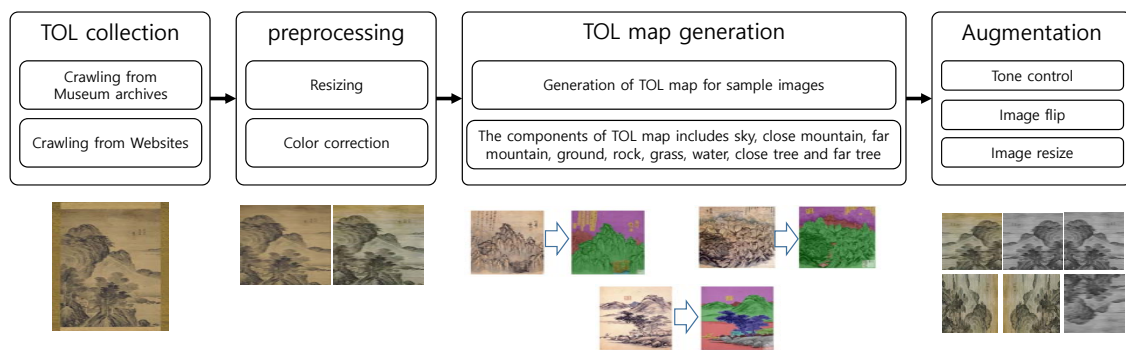 TOL collection
Crawling from
Museum archives
Crawling from Websites
preprocessing
Resizing
Color correction
TOL map generation
Generation of TOL map for sample images
The components of TOL map includes sky, close mountain, far
mountain, ground, rock, grass, water, close tree and far tree
Augmentation
Tone control
Image flip
Image resize